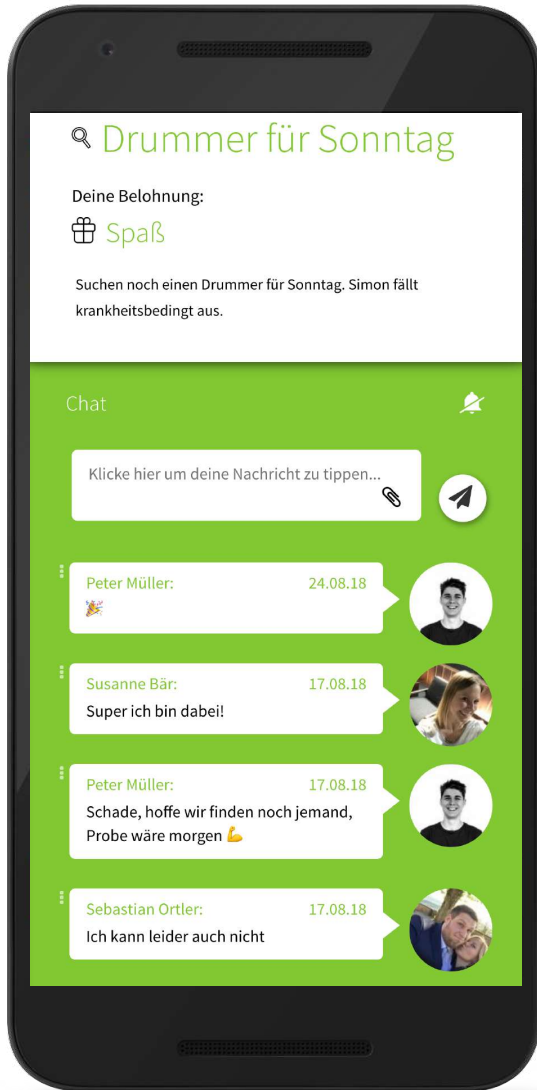 Drummer für Sonntag
Deine Belohnung:
Spaß
Suchen noch einen Drummer für Sonntag. Simon fällt
krankheitsbedingt aus.
Chat
Klicke hier um deine Nachricht zu tippen...
Peter Müller: 24.08.18
🎉
Susanne Bär: 17.08.18
Super ich bin dabei!
Peter Müller: 17.08.18
Schade, hoffe wir finden noch jemand,
Probe wäre morgen 💪
Sebastian Ortler: 17.08.18
Ich kann leider auch nicht